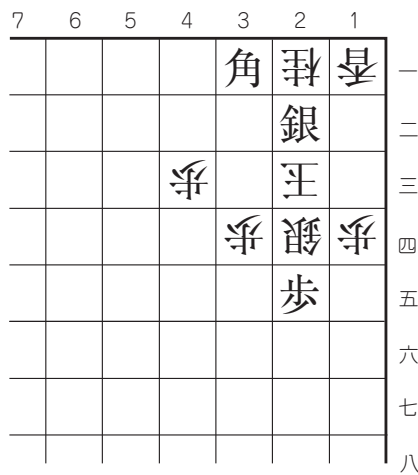 7 6 5 4 3 2 1
角 桂 香 一
銀 二
歩 王 三
歩 銀 歩 四
歩 五
六
七
八